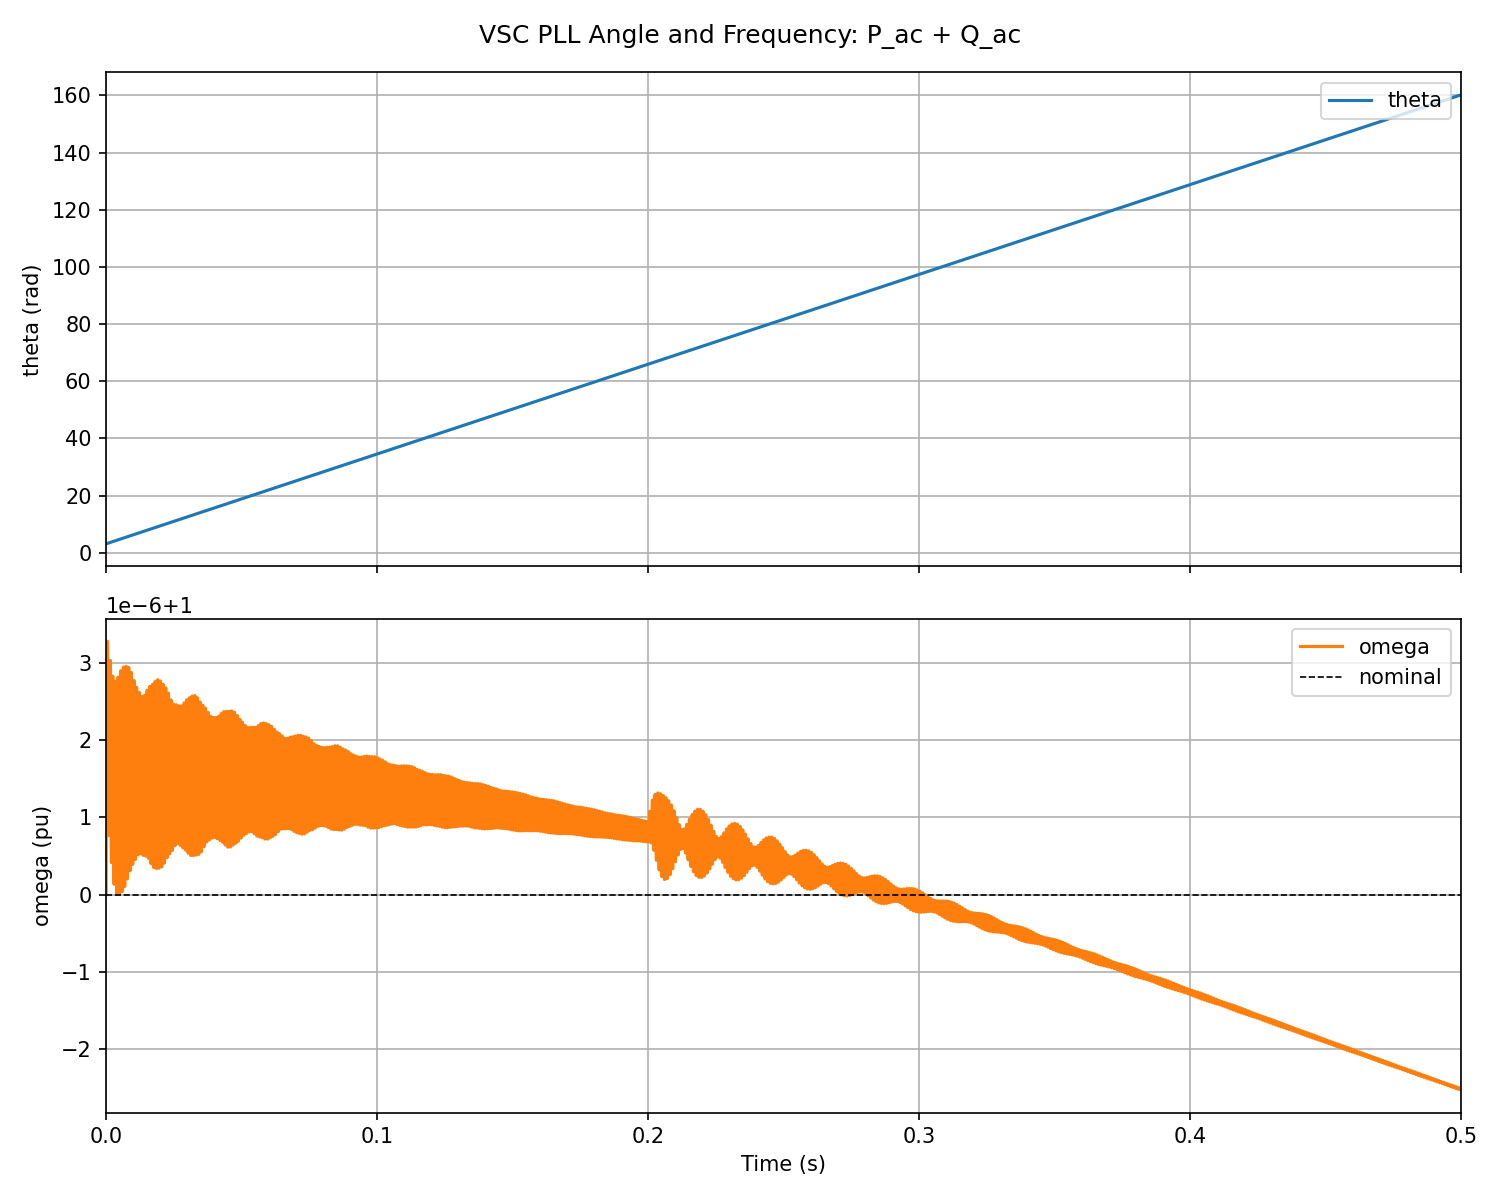 VSC PLL Angle and Frequency: P_ac + Q_ac
theta
160
140
120
100
80
60
40
20
0
theta (rad)
1e−6+1
omega
nominal
3
2
1
0
−1
−2
omega (pu)
0.0 0.1 0.2 0.3 0.4 0.5
Time (s)